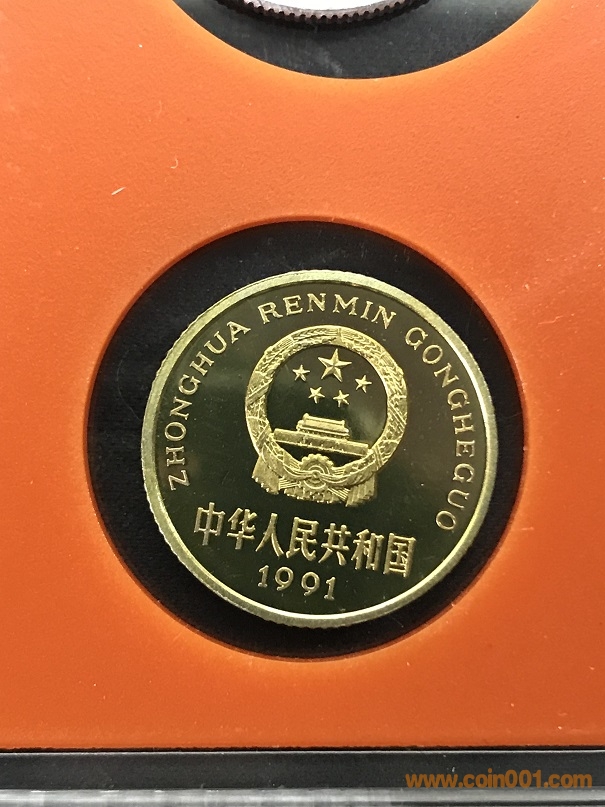 ZHONGHUA RENMIN GONGHEGUO
中华人民共和国
1991
www.coin001.com